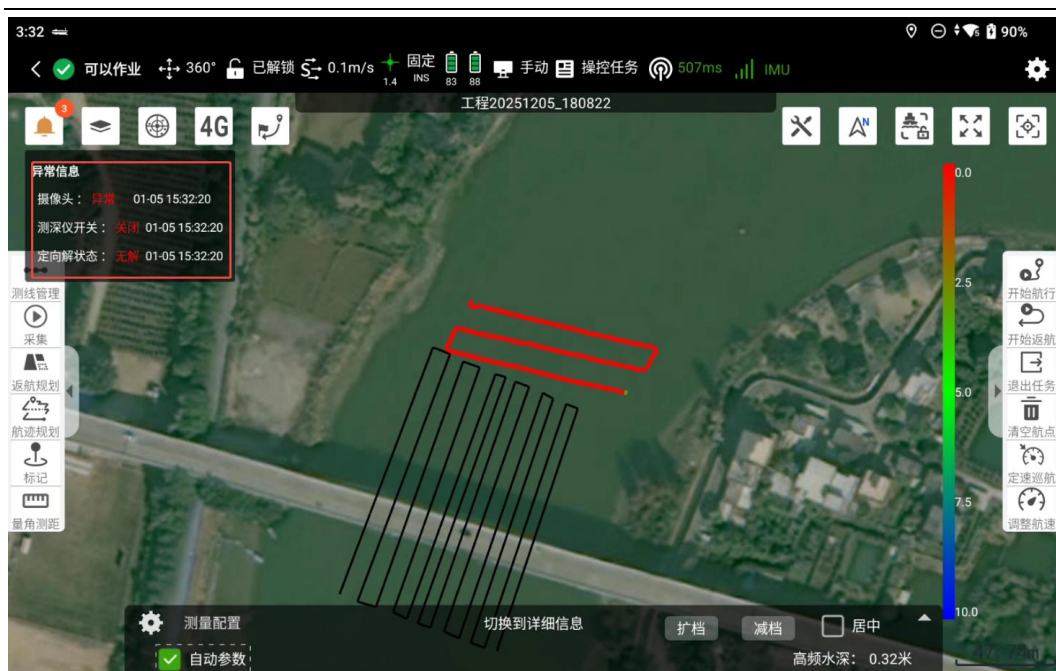 3:32 90%
可以作业 360° 已解锁 0.1m/s 1.4 固定 INS 83 88 手动 操控任务 507ms IMU
工程20251205_180822
3 4G N
异常信息
摄像头： 异常 01-05 15:32:20
测深仪开关： 关闭 01-05 15:32:20
定向解状态： 无解 01-05 15:32:20
测线管理
采集
返航规划
航迹规划
标记
量角测距
0.0
2.5
5.0
7.5
10.0
开始航行
开始返航
退出任务
清空航点
定速巡航
调整航速
测量配置 切换到详细信息 扩档 减档 居中
自动参数 高频水深： 0.32米